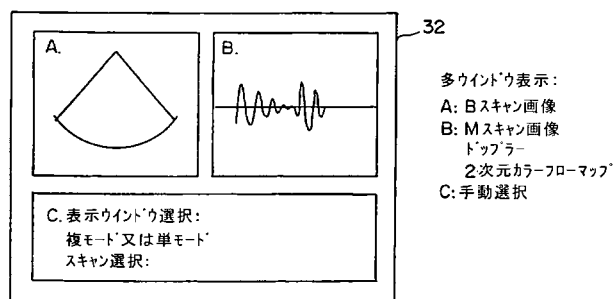 A.
B.
32
C. 表示ウインドウ選択:
複モード又は単モード
スキャン選択:
多ウインドウ表示:
A: Bスキャン画像
B: Mスキャン画像
ドップラー
2次元カラーフローマップ
C: 手動選択